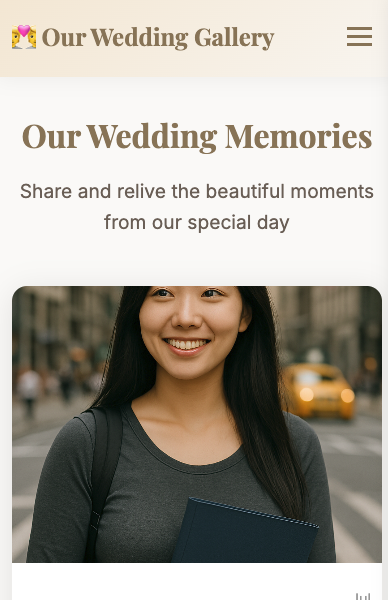 Our Wedding Gallery
Our Wedding Memories
Share and relive the beautiful moments
from our special day